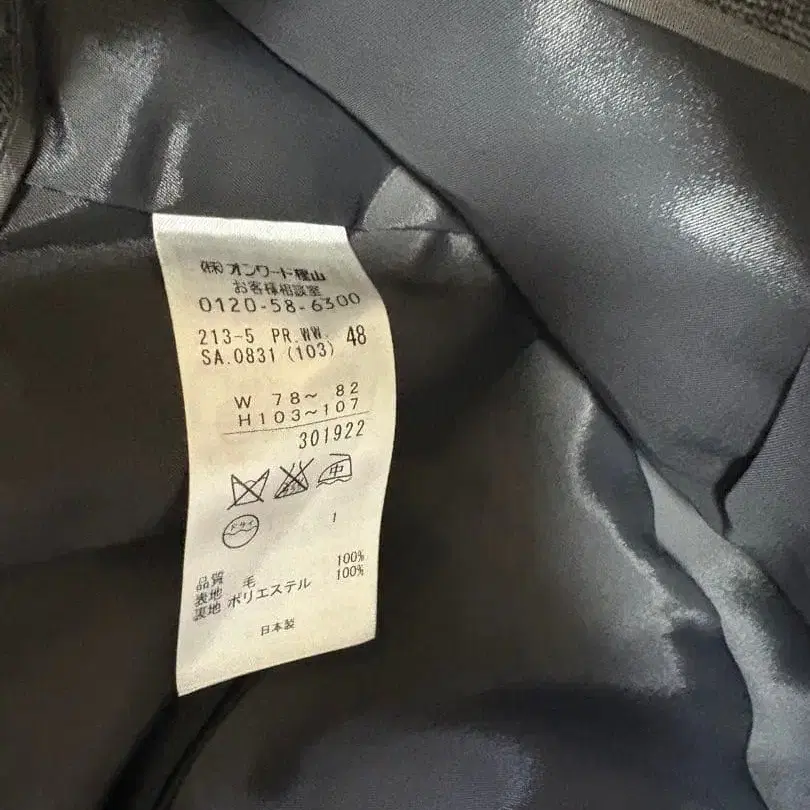 (株)オンワード樫山
お客様相談室
0120-58-6300
213-5 PR.WW. 48
SA.0831 (103)
W 78~ 82
H103~107
301922
中
ドライ
1
品質 毛 100%
表地
裏地 ポリエステル 100%
日本製